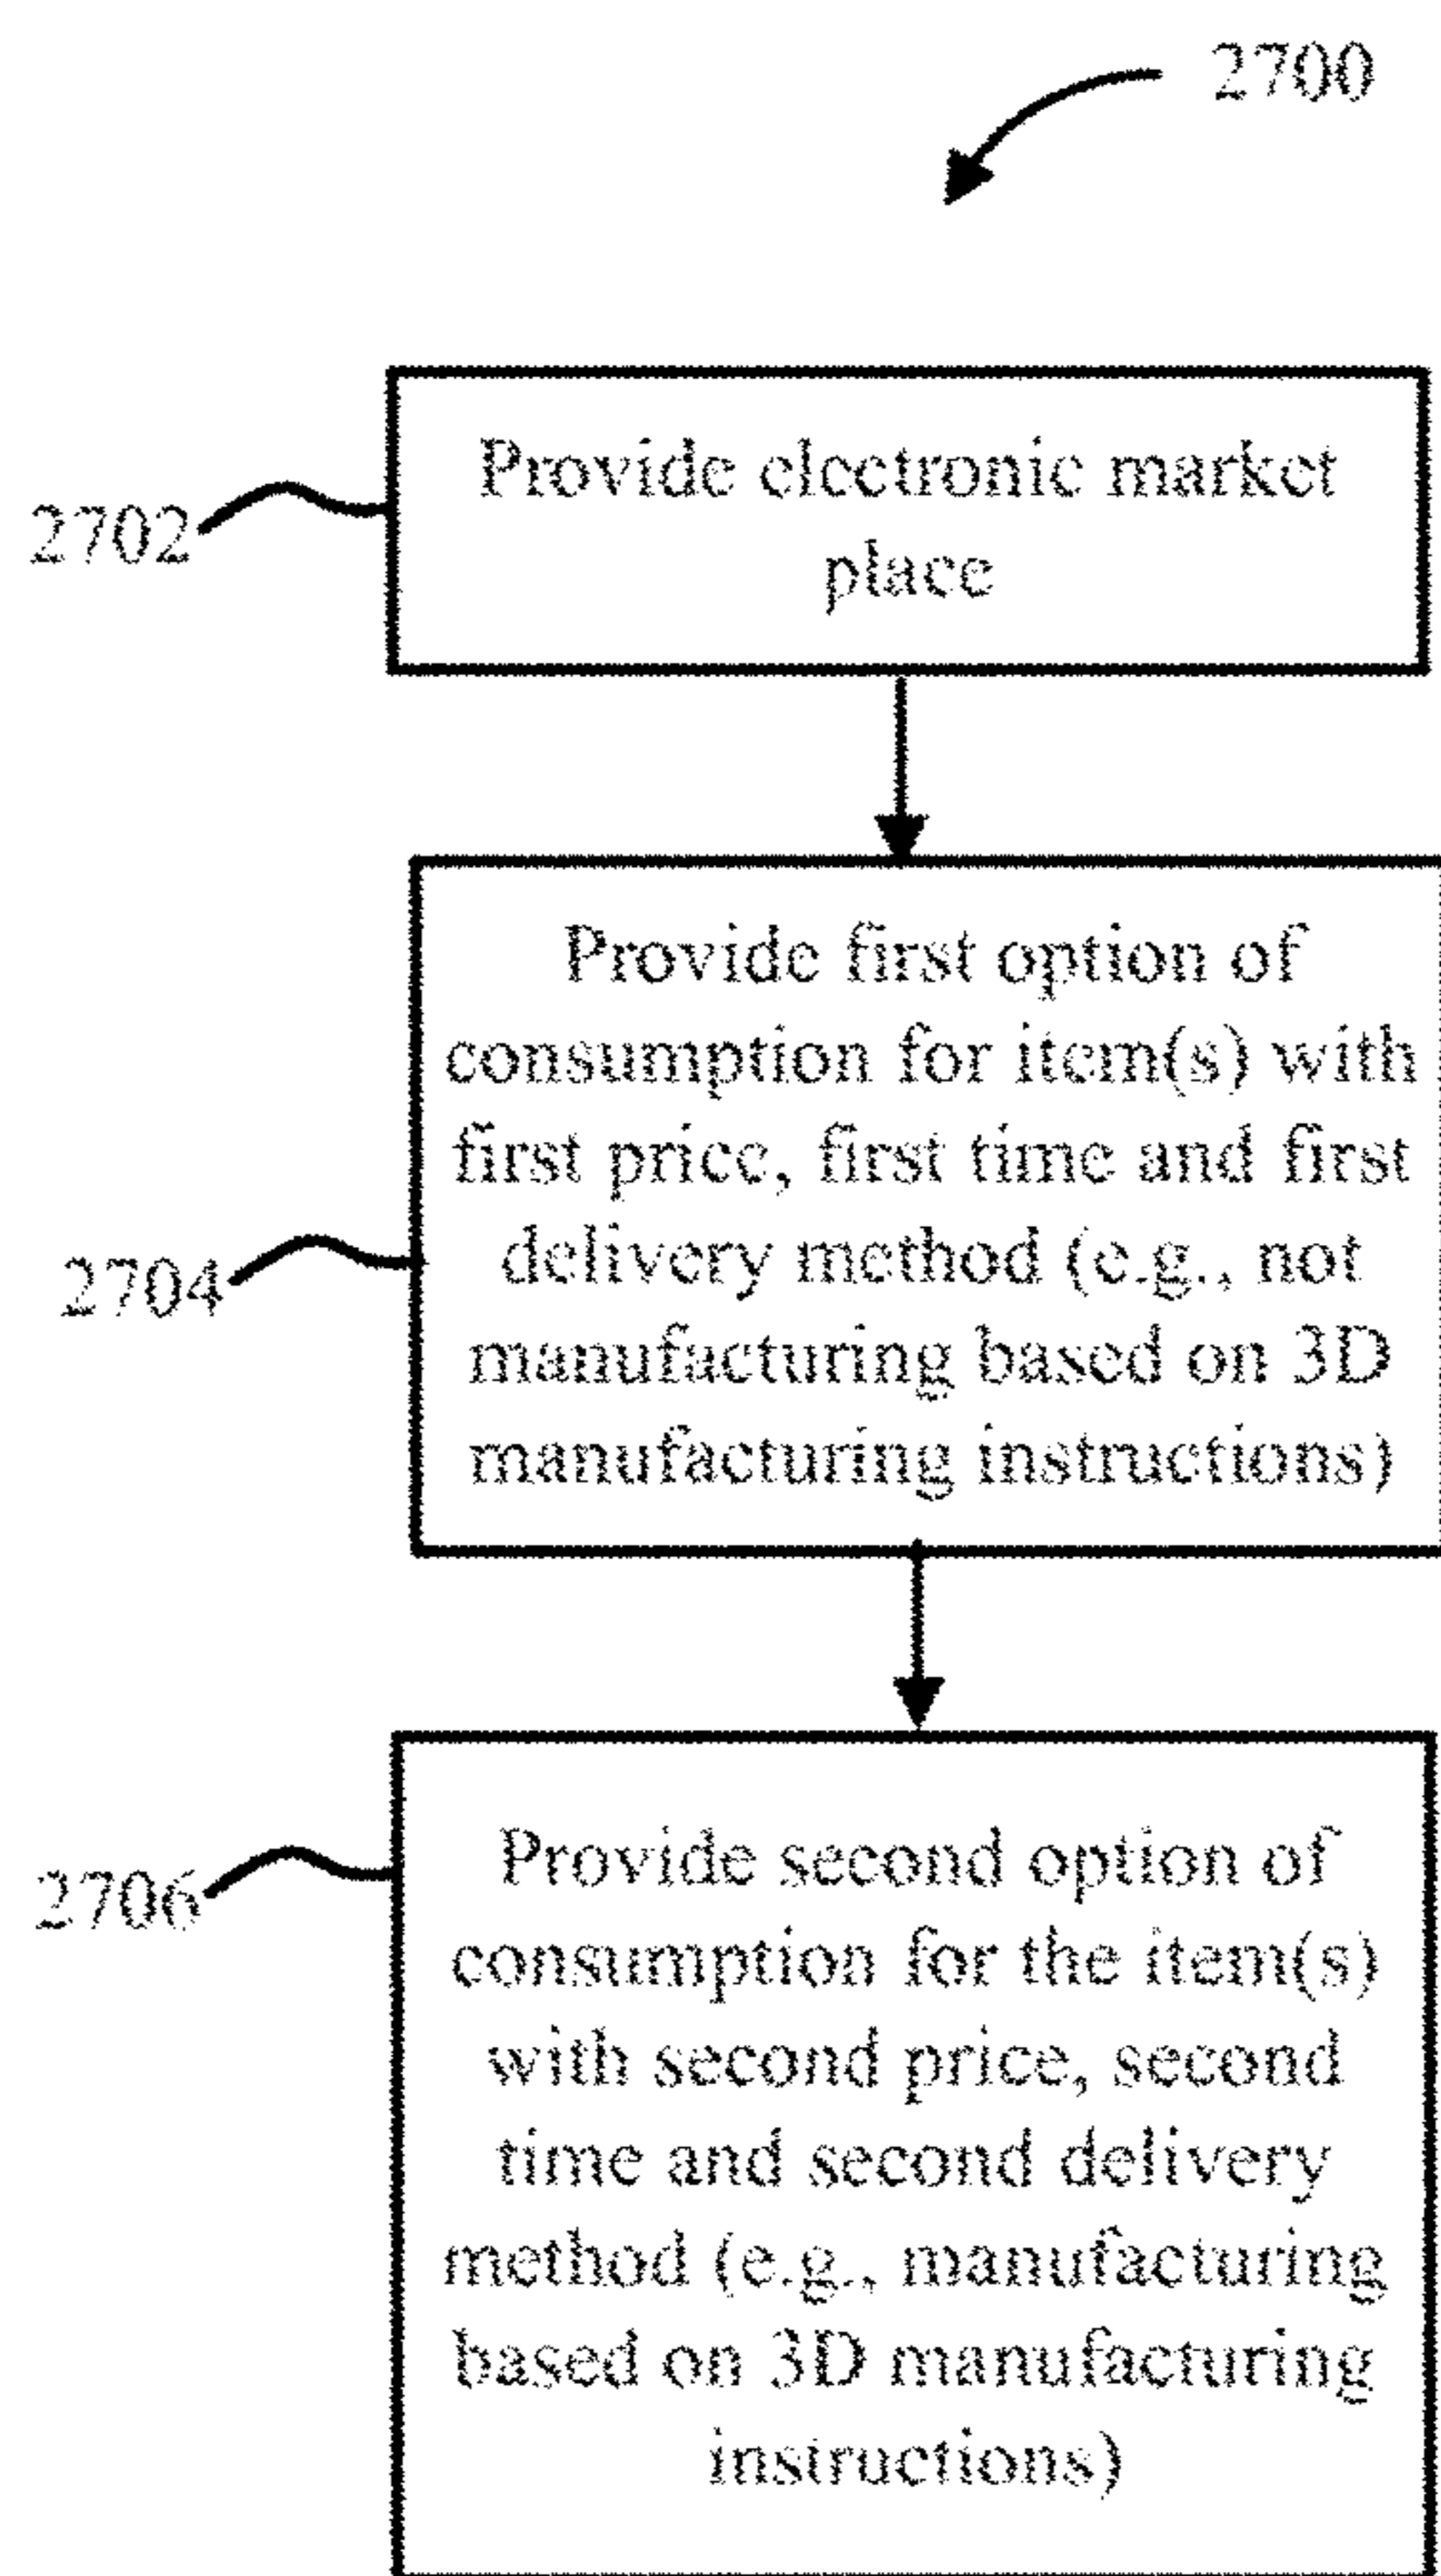 2700
2702
Provide electronic market
place
2704
Provide first option of
consumption for item(s) with
first price, first time and first
delivery method (e.g., not
manufacturing based on 3D
manufacturing instructions)
2706
Provide second option of
consumption for the item(s)
with second price, second
time and second delivery
method (e.g., manufacturing
based on 3D manufacturing
instructions)